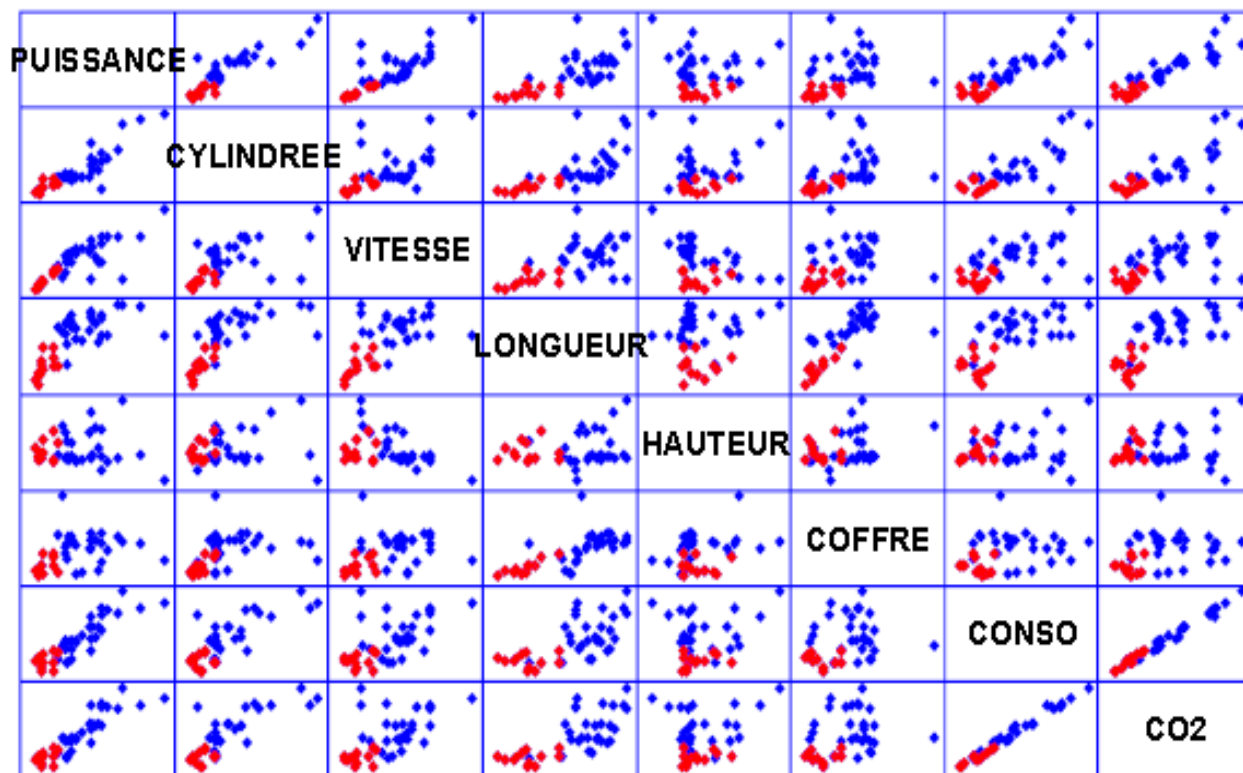 PUISSANCE
CYLINDREE
VITESSE
LONGUEUR
HAUTEUR
COFFRE
CONSO
CO2